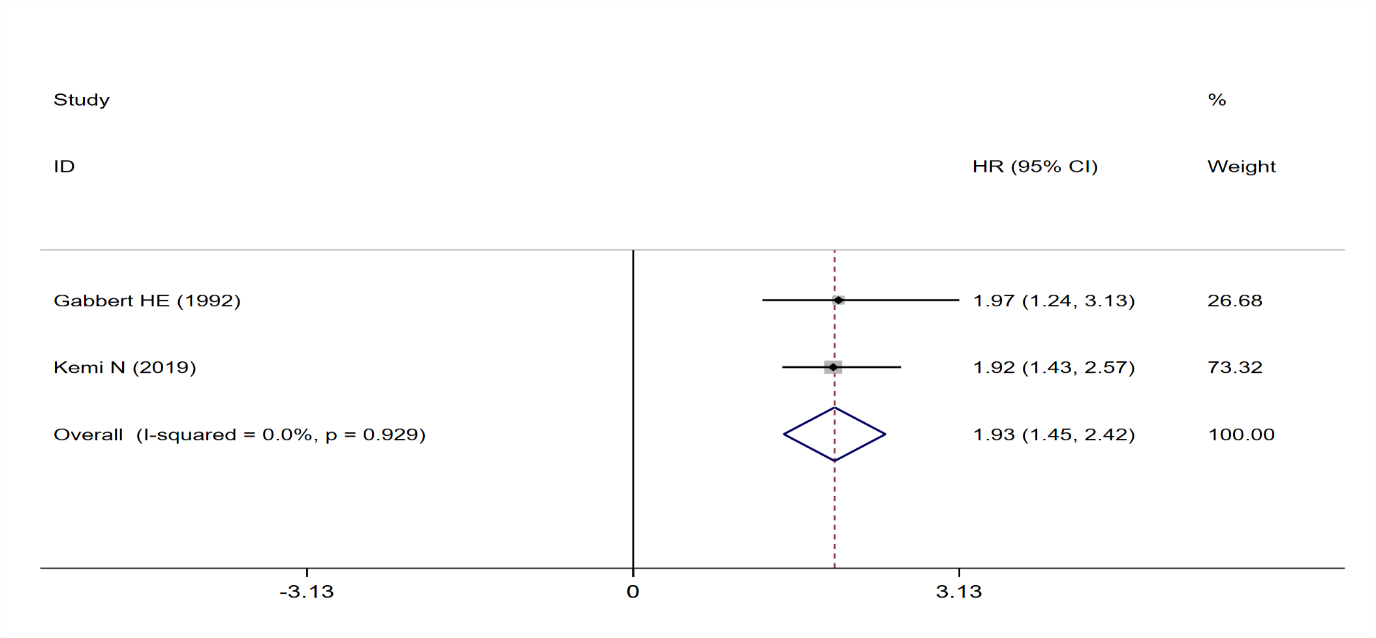 Study %
ID HR (95% CI) Weight
Gabbert HE (1992) 1.97 (1.24, 3.13) 26.68
Kemi N (2019) 1.92 (1.43, 2.57) 73.32
Overall (I-squared = 0.0%, p = 0.929) 1.93 (1.45, 2.42) 100.00
-3.13 0 3.13